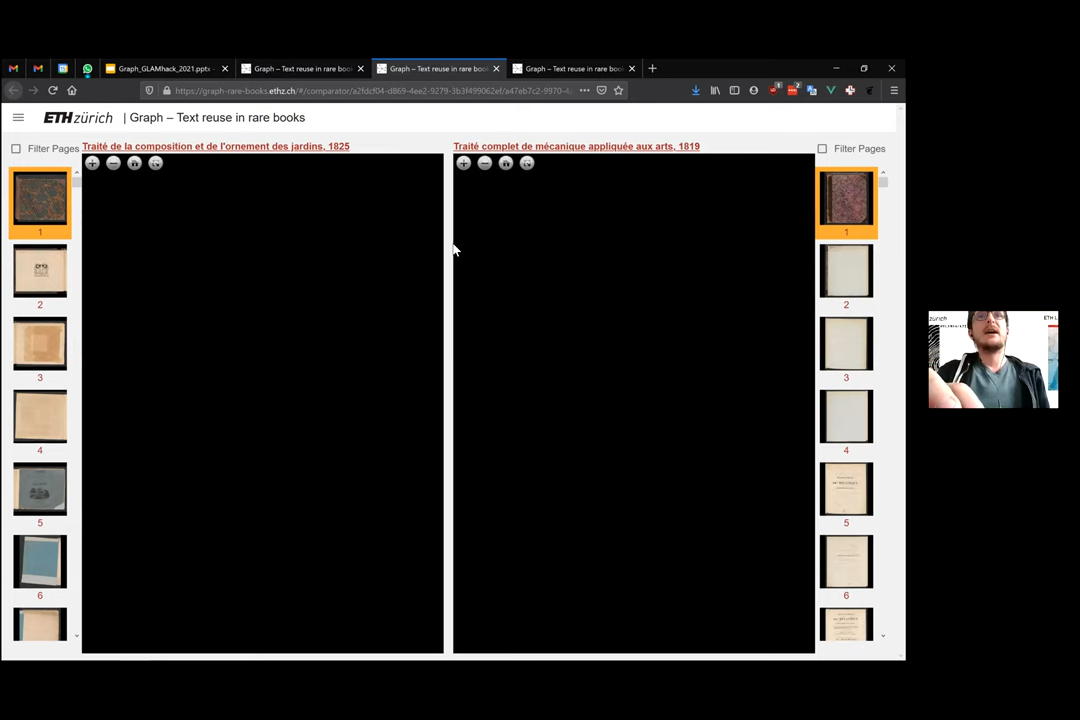 Graph_GLAMhack_2021.pptx -
Graph – Text reuse in rare boo
Graph – Text reuse in rare book
Graph – Text reuse in rare book
https://graph-rare-books.ethz.ch/#/comparator/a2fdcf04-d869-4ee2-9279-3b3f499062ef/a47eb7c2-9970-4
ETH zürich | Graph – Text reuse in rare books
Filter Pages
Traité de la composition et de l'ornement des jardins, 1825
Traité complet de mécanique appliquée aux arts, 1819
Filter Pages
1
2
3
4
5
6
1
2
3
4
5
6
zürich
ETH L